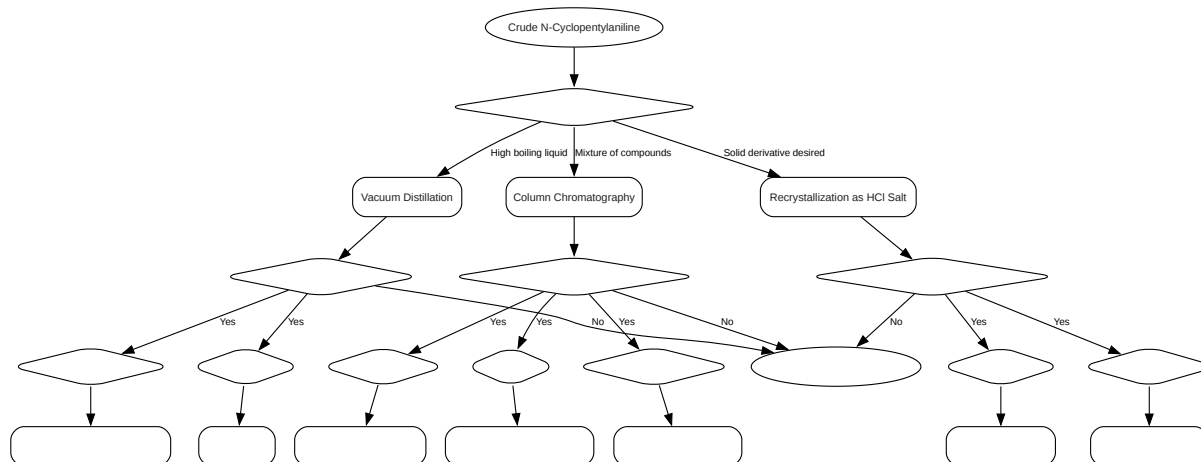 Crude N-Cyclopentylaniline
High boiling liquid
Mixture of compounds
Solid derivative desired
Vacuum Distillation
Column Chromatography
Recrystallization as HCl Salt
Yes
Yes
Yes
Yes
Yes
No
No
No
Yes
Yes